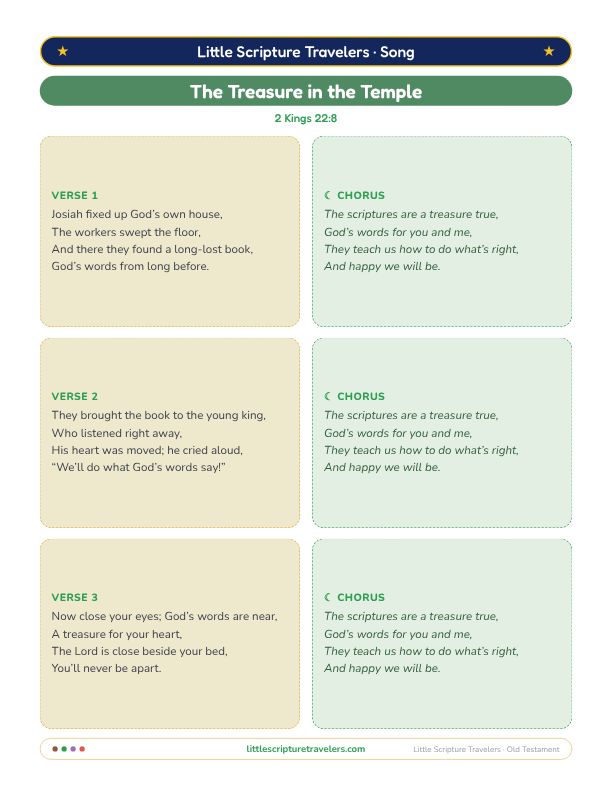 Little Scripture Travelers · Song
The Treasure in the Temple
2 Kings 22:8
VERSE 1
Josiah fixed up God’s own house,
The workers swept the floor,
And there they found a long-lost book,
God’s words from long before.
CHORUS
The scriptures are a treasure true,
God’s words for you and me,
They teach us how to do what’s right,
And happy we will be.
VERSE 2
They brought the book to the young king,
Who listened right away,
His heart was moved; he cried aloud,
“We’ll do what God’s words say!”
CHORUS
The scriptures are a treasure true,
God’s words for you and me,
They teach us how to do what’s right,
And happy we will be.
VERSE 3
Now close your eyes; God’s words are near,
A treasure for your heart,
The Lord is close beside your bed,
You’ll never be apart.
CHORUS
The scriptures are a treasure true,
God’s words for you and me,
They teach us how to do what’s right,
And happy we will be.
littlescripturetravelers.com
Little Scripture Travelers · Old Testament